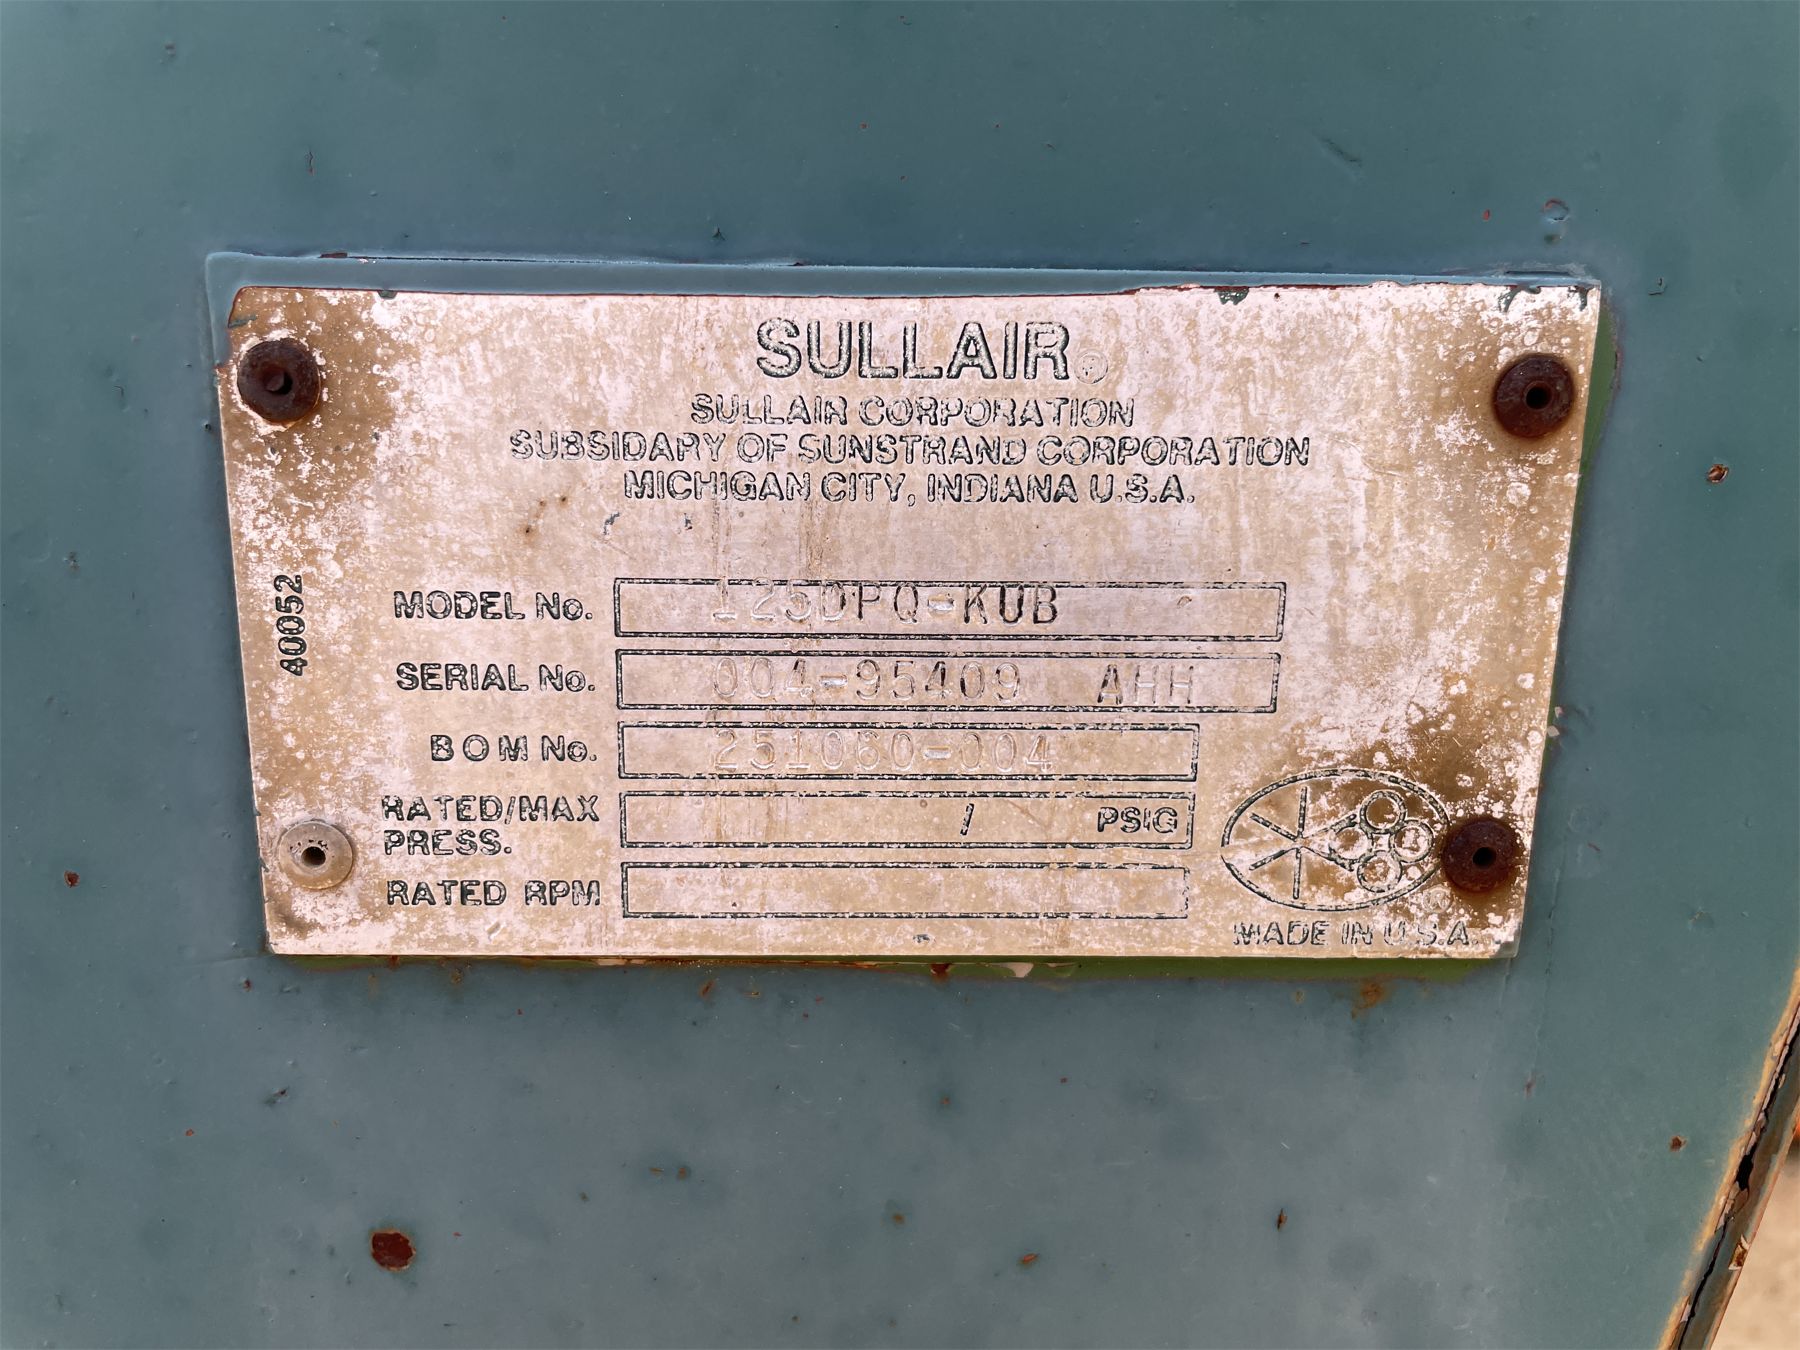 SULLAIR®
SULLAIR CORPORATION
SUBSIDARY OF SUNSTRAND CORPORATION
MICHIGAN CITY, INDIANA U.S.A.
40052
MODEL No. 125DPQ-KUB
SERIAL No. 004-95409 AHH
BOM No. 251060-004
RATED/MAX PRESS. / PSIG
RATED RPM
MADE IN U.S.A.